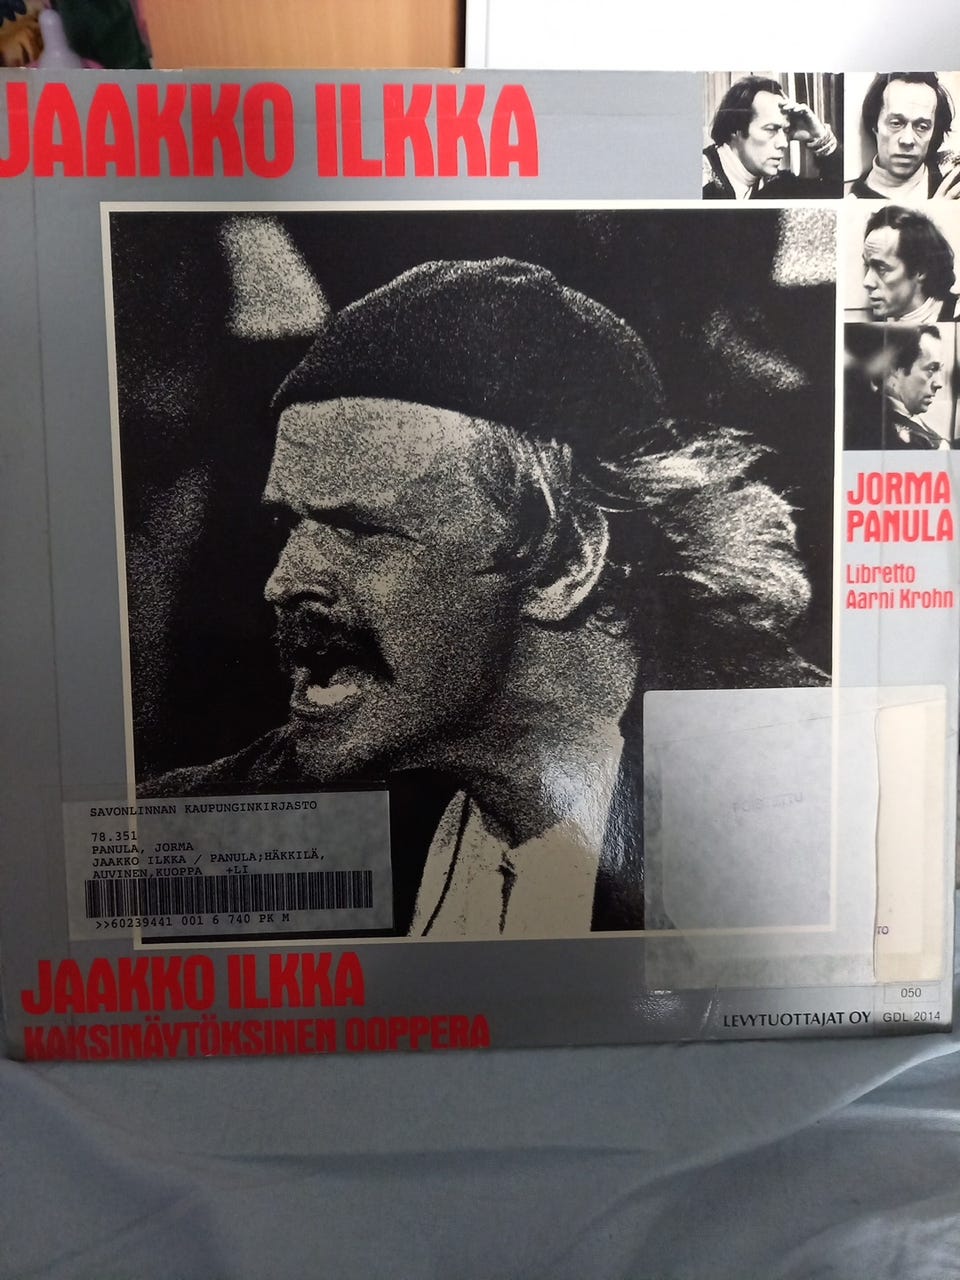 JAAKKO ILKKA
JORMA
PANULA
Libretto
Aarni Krohn
SAVONLINNAN KAUPUNGINKIRJASTO
78.351
PANULA, JORMA
JAAKKO ILKKA / PANULA;HÄKKILÄ,
AUVINEN,KUOPPA +LI
>>60239441 001 6 740 PK M
TO
JAAKKO ILKKA
KAKSINÄYTÖKSINEN OOPPERA
050
LEVYTUOTTAJAT OY GDL 2014